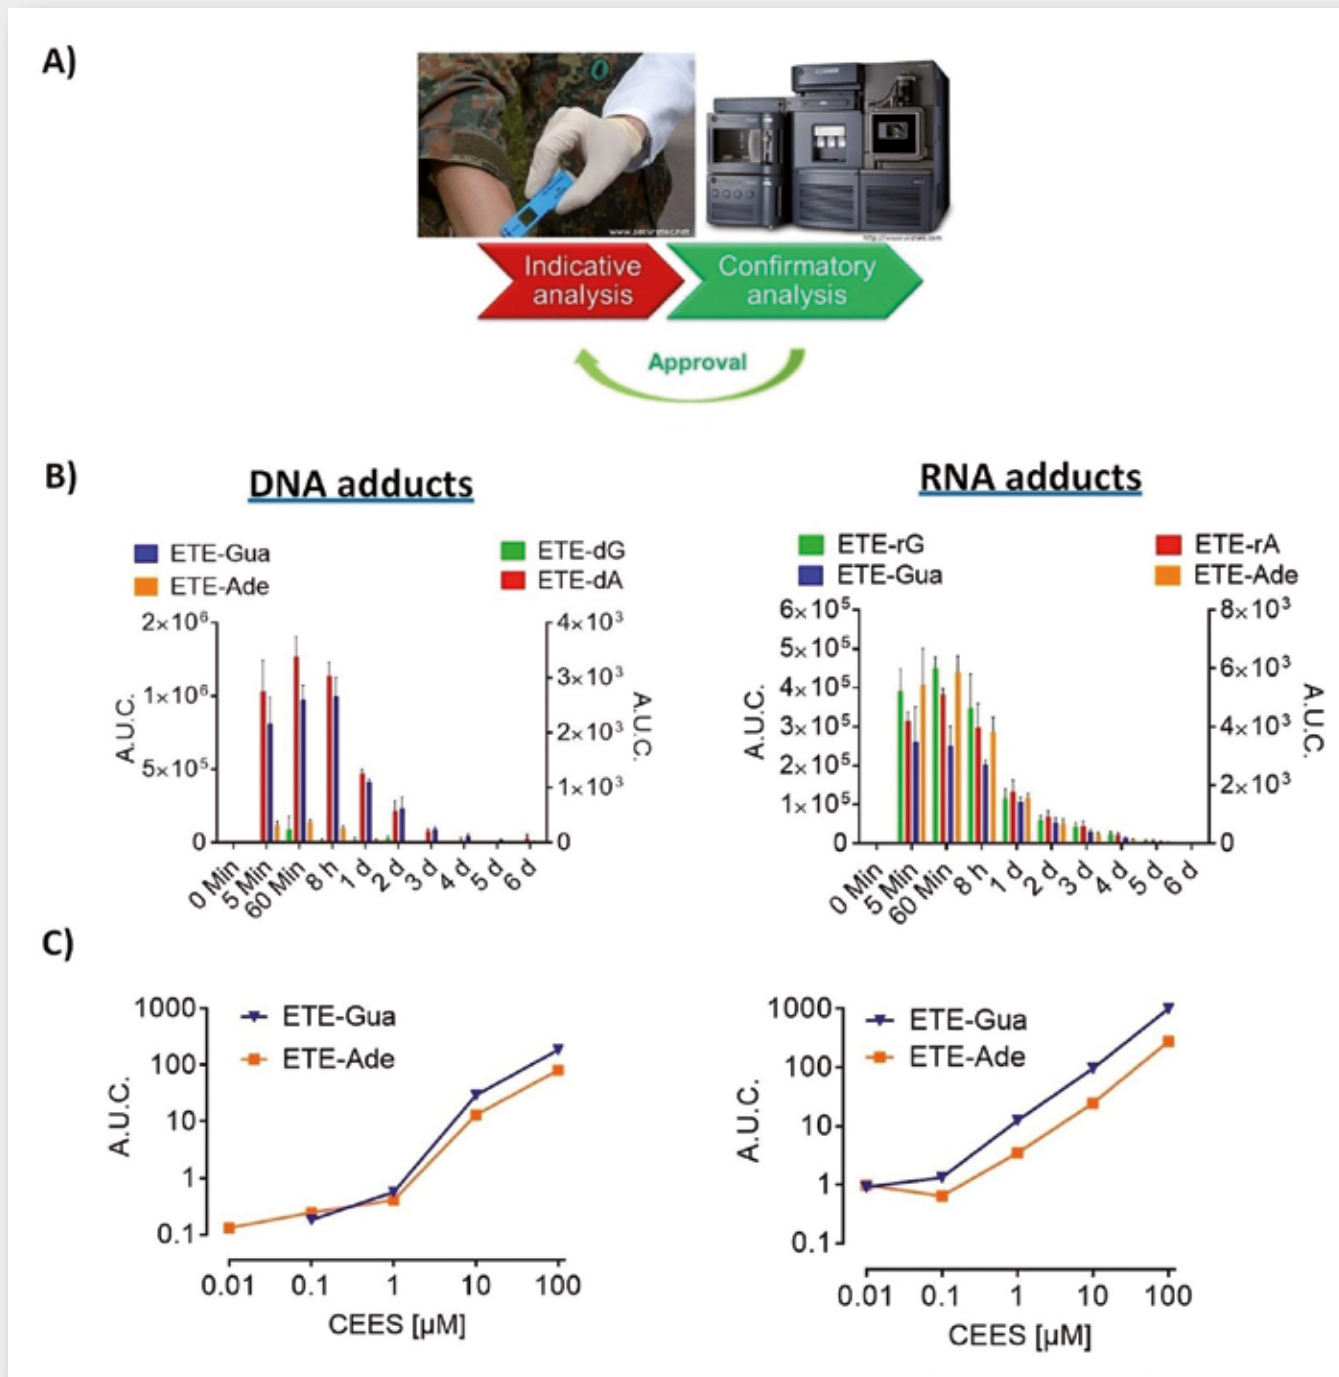 A)
www.securetec.net
Indicative
analysis
Confirmatory
analysis
Approval
B)
DNA adducts
ETE-Gua
ETE-Ade
ETE-dG
ETE-dA
2×10⁶
1×10⁶
5×10⁵
0
A.U.C.
4×10³
3×10³
2×10³
1×10³
0
A.U.C.
0 Min
5 Min
60 Min
8 h
1 d
2 d
3 d
4 d
5 d
6 d
RNA adducts
ETE-rG
ETE-Gua
ETE-rA
ETE-Ade
6×10⁵
5×10⁵
4×10⁵
3×10⁵
2×10⁵
1×10⁵
0
A.U.C.
8×10³
6×10³
4×10³
2×10³
0
A.U.C.
0 Min
5 Min
60 Min
8 h
1 d
2 d
3 d
4 d
5 d
6 d
C)
ETE-Gua
ETE-Ade
1000
100
10
1
0.1
A.U.C.
0.01 0.1 1 10 100
CEES [µM]
ETE-Gua
ETE-Ade
1000
100
10
1
0.1
A.U.C.
0.01 0.1 1 10 100
CEES [µM]